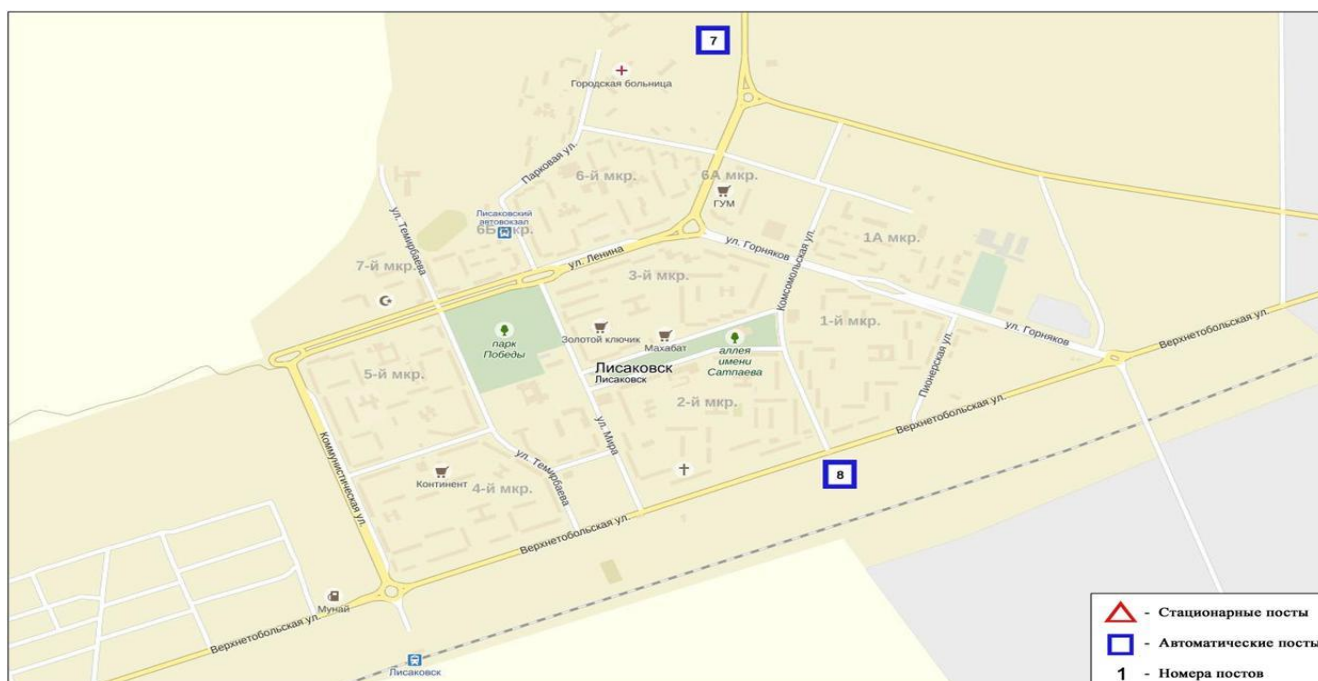 7
Городская больница
Парковая ул.
6-й мкр.
6А мкр.
ГУМ
ул. Темирбаева
Лисаковский
автовокзал
6Б мкр.
7-й мкр.
ул. Ленина
ул. Горняков
Комсомольская ул.
1А мкр.
3-й мкр.
парк
Победы
Золотой ключик
Махабат
аллея
имени
Сатпаева
1-й мкр.
ул. Горняков
Верхнетобольская ул.
Пионерская ул.
5-й мкр.
Лисаковск
Лисаковск
2-й мкр.
Верхнетобольская ул.
ул. Мира
Коммунистическая ул.
ул. Темирбаева
Континент
4-й мкр.
8
Верхнетобольская ул.
Мунай
Верхнетобольская ул.
Лисаковск
- Стационарные посты
- Автоматические посты
1 - Номера постов